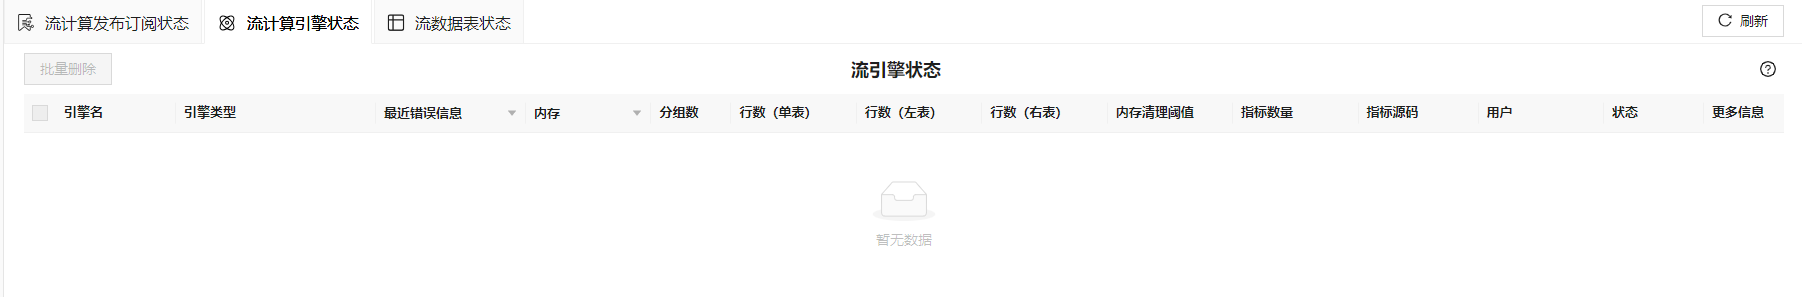 流计算发布订阅状态 流计算引擎状态 流数据表状态 刷新
批量删除 流引擎状态
引擎名 引擎类型 最近错误信息 内存 分组数 行数（单表） 行数（左表） 行数（右表） 内存清理阈值 指标数量 指标源码 用户 状态 更多信息
暂无数据